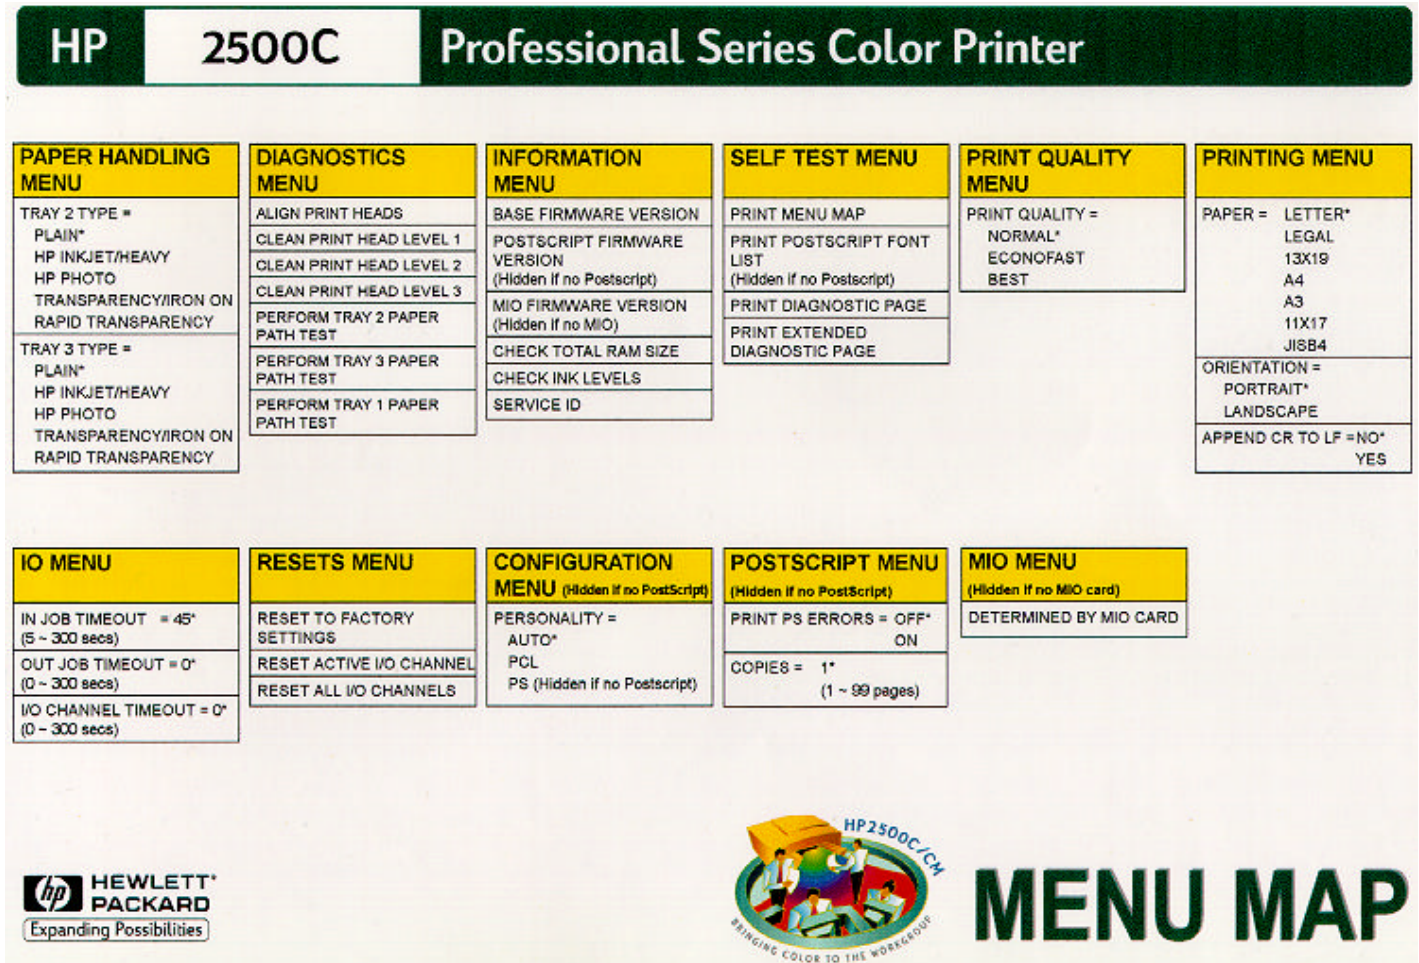 HP 2500C Professional Series Color Printer
PAPER HANDLING
MENU
TRAY 2 TYPE =
PLAIN*
HP INKJET/HEAVY
HP PHOTO
TRANSPARENCY/IRON ON
RAPID TRANSPARENCY
TRAY 3 TYPE =
PLAIN*
HP INKJET/HEAVY
HP PHOTO
TRANSPARENCY/IRON ON
RAPID TRANSPARENCY
DIAGNOSTICS
MENU
ALIGN PRINT HEADS
CLEAN PRINT HEAD LEVEL 1
CLEAN PRINT HEAD LEVEL 2
CLEAN PRINT HEAD LEVEL 3
PERFORM TRAY 2 PAPER
PATH TEST
PERFORM TRAY 3 PAPER
PATH TEST
PERFORM TRAY 1 PAPER
PATH TEST
INFORMATION
MENU
BASE FIRMWARE VERSION
POSTSCRIPT FIRMWARE
VERSION
(Hidden if no Postscript)
MIO FIRMWARE VERSION
(Hidden if no MIO)
CHECK TOTAL RAM SIZE
CHECK INK LEVELS
SERVICE ID
SELF TEST MENU
PRINT MENU MAP
PRINT POSTSCRIPT FONT
LIST
(Hidden if no Postscript)
PRINT DIAGNOSTIC PAGE
PRINT EXTENDED
DIAGNOSTIC PAGE
PRINT QUALITY
MENU
PRINT QUALITY =
NORMAL*
ECONOFAST
BEST
PRINTING MENU
PAPER = LETTER*
LEGAL
13X19
A4
A3
11X17
JISB4
ORIENTATION =
PORTRAIT*
LANDSCAPE
APPEND CR TO LF =NO*
YES
IO MENU
IN JOB TIMEOUT = 45*
(5 ~ 300 secs)
OUT JOB TIMEOUT = 0*
(0 ~ 300 secs)
I/O CHANNEL TIMEOUT = 0*
(0 ~ 300 secs)
RESETS MENU
RESET TO FACTORY
SETTINGS
RESET ACTIVE I/O CHANNEL
RESET ALL I/O CHANNELS
CONFIGURATION
MENU (Hidden if no PostScript)
PERSONALITY =
AUTO*
PCL
PS (Hidden if no Postscript)
POSTSCRIPT MENU
(Hidden if no PostScript)
PRINT PS ERRORS = OFF*
ON
COPIES = 1*
(1 ~ 99 pages)
MIO MENU
(Hidden if no MIO card)
DETERMINED BY MIO CARD
hp HEWLETT*
PACKARD
Expanding Possibilities
HP2500C/CM
BRINGING COLOR TO THE WORKGROUP
MENU MAP